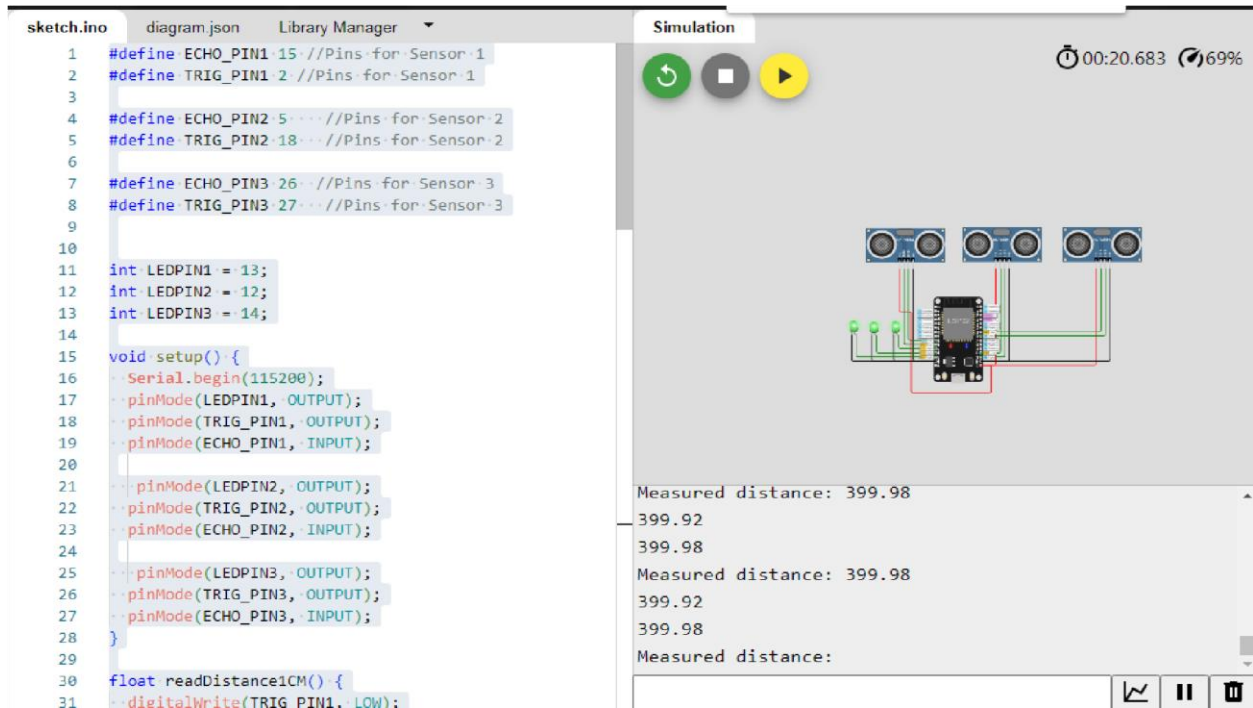 sketch.ino diagram.json Library Manager
1 #define ECHO_PIN1 15 //Pins for Sensor 1
2 #define TRIG_PIN1 2 //Pins for Sensor 1
3
4 #define ECHO_PIN2 5    //Pins for Sensor 2
5 #define TRIG_PIN2 18   //Pins for Sensor 2
6
7 #define ECHO_PIN3 26  //Pins for Sensor 3
8 #define TRIG_PIN3 27   //Pins for Sensor 3
9
10
11 int LEDPIN1 = 13;
12 int LEDPIN2 = 12;
13 int LEDPIN3 = 14;
14
15 void setup() {
16   Serial.begin(115200);
17   pinMode(LEDPIN1, OUTPUT);
18   pinMode(TRIG_PIN1, OUTPUT);
19   pinMode(ECHO_PIN1, INPUT);
20
21    pinMode(LEDPIN2, OUTPUT);
22   pinMode(TRIG_PIN2, OUTPUT);
23   pinMode(ECHO_PIN2, INPUT);
24
25    pinMode(LEDPIN3, OUTPUT);
26   pinMode(TRIG_PIN3, OUTPUT);
27   pinMode(ECHO_PIN3, INPUT);
28 }
29
30 float readDistance1CM() {
31   digitalWrite(TRIG_PIN1, LOW);
Simulation
00:20.683 69%
Measured distance: 399.98
399.92
399.98
Measured distance: 399.98
399.92
399.98
Measured distance: